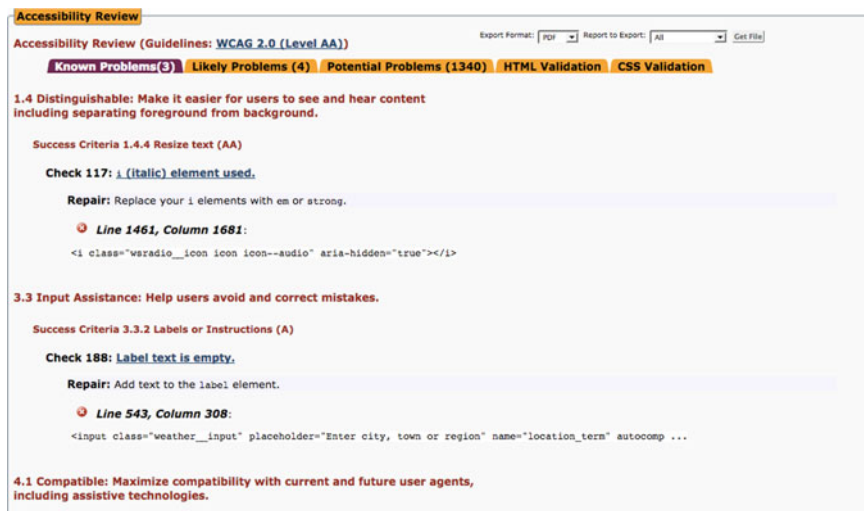 Accessibility Review
Accessibility Review (Guidelines: WCAG 2.0 (Level AA))
Export Format: PDF Report to Export: All Get File
Known Problems(3) Likely Problems (4) Potential Problems (1340) HTML Validation CSS Validation
1.4 Distinguishable: Make it easier for users to see and hear content
including separating foreground from background.
Success Criteria 1.4.4 Resize text (AA)
Check 117: i (italic) element used.
Repair: Replace your i elements with em or strong.
Line 1461, Column 1681:
<i class="wsradio__icon icon icon--audio" aria-hidden="true"></i>
3.3 Input Assistance: Help users avoid and correct mistakes.
Success Criteria 3.3.2 Labels or Instructions (A)
Check 188: Label text is empty.
Repair: Add text to the label element.
Line 543, Column 308:
<input class="weather__input" placeholder="Enter city, town or region" name="location_term" autocomp ...
4.1 Compatible: Maximize compatibility with current and future user agents,
including assistive technologies.